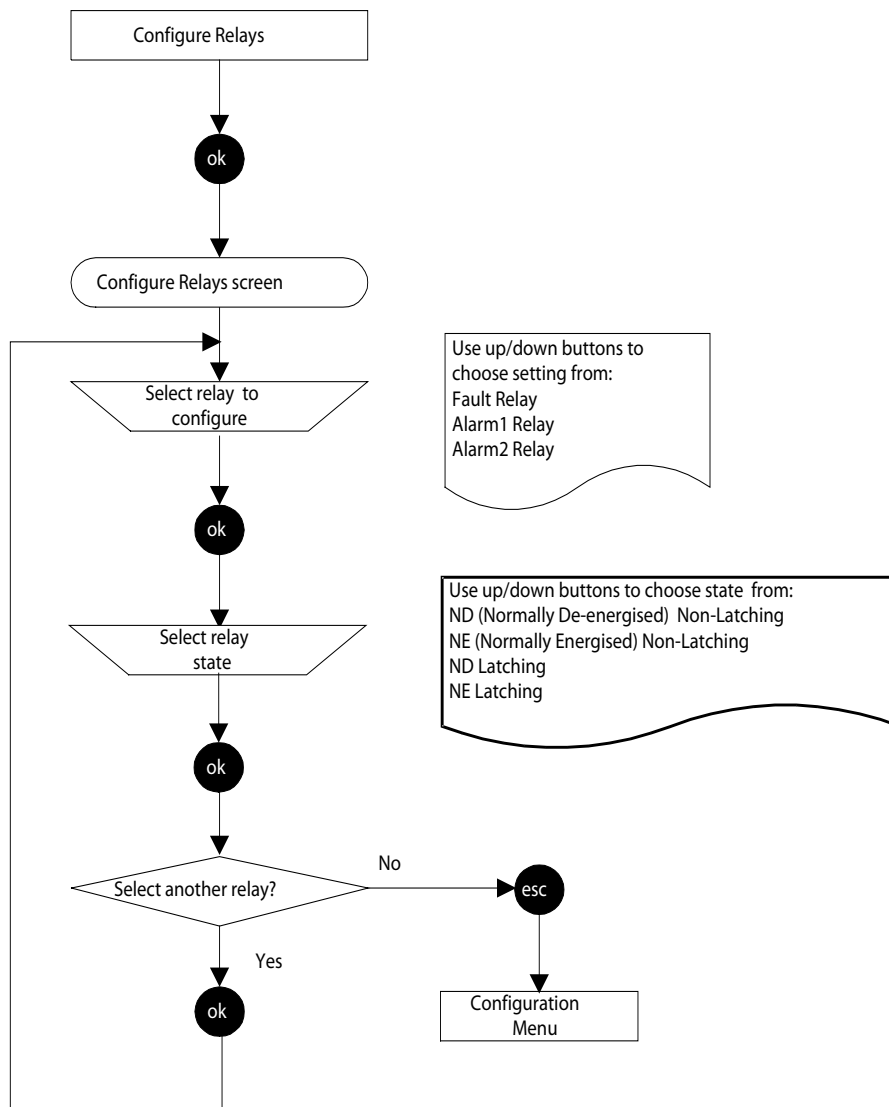 Configure Relays
ok
Configure Relays screen
Select relay to
configure
Use up/down buttons to
choose setting from:
Fault Relay
Alarm1 Relay
Alarm2 Relay
ok
Select relay
state
Use up/down buttons to choose state from:
ND (Normally De-energised) Non-Latching
NE (Normally Energised) Non-Latching
ND Latching
NE Latching
ok
Select another relay?
No
esc
Yes
ok
Configuration
Menu